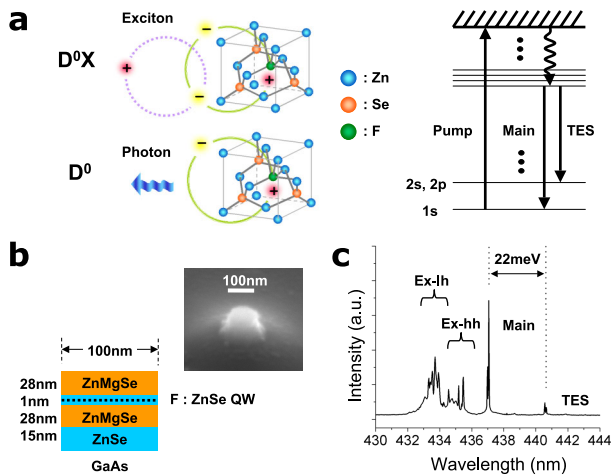 a
Exciton
D⁰X
–
+
–
+
: Zn
: Se
: F
D⁰
Photon
–
+
Pump
Main
TES
2s, 2p
1s
b
100nm
100nm
28nm
ZnMgSe
1nm
F : ZnSe QW
28nm
ZnMgSe
15nm
ZnSe
GaAs
c
22meV
Ex-lh
Ex-hh
Main
TES
Intensity (a.u.)
430 432 434 436 438 440 442 444
Wavelength (nm)